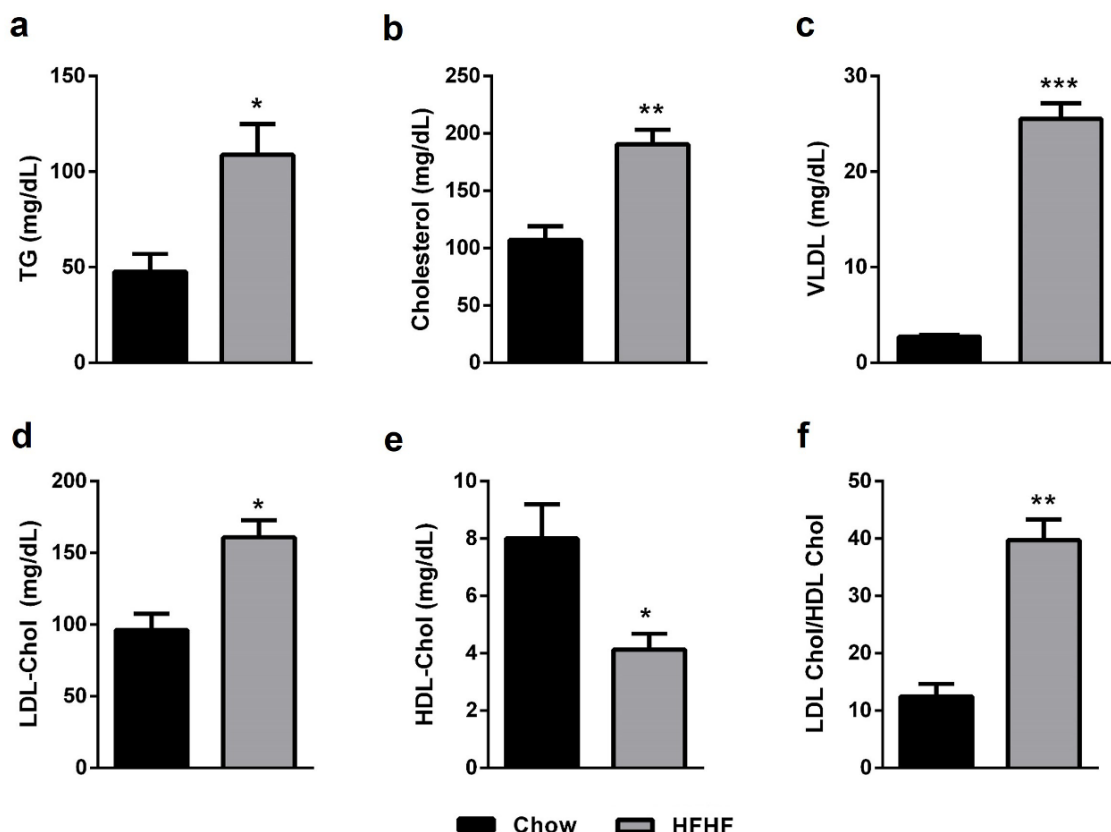 a
150
100
50
0
TG (mg/dL)
*
b
250
200
150
100
50
0
Cholesterol (mg/dL)
**
c
30
20
10
0
VLDL (mg/dL)
***
d
200
150
100
50
0
LDL-Chol (mg/dL)
*
e
10
8
6
4
2
0
HDL-Chol (mg/dL)
*
f
50
40
30
20
10
0
LDL Chol/HDL Chol
**
Chow HFHF